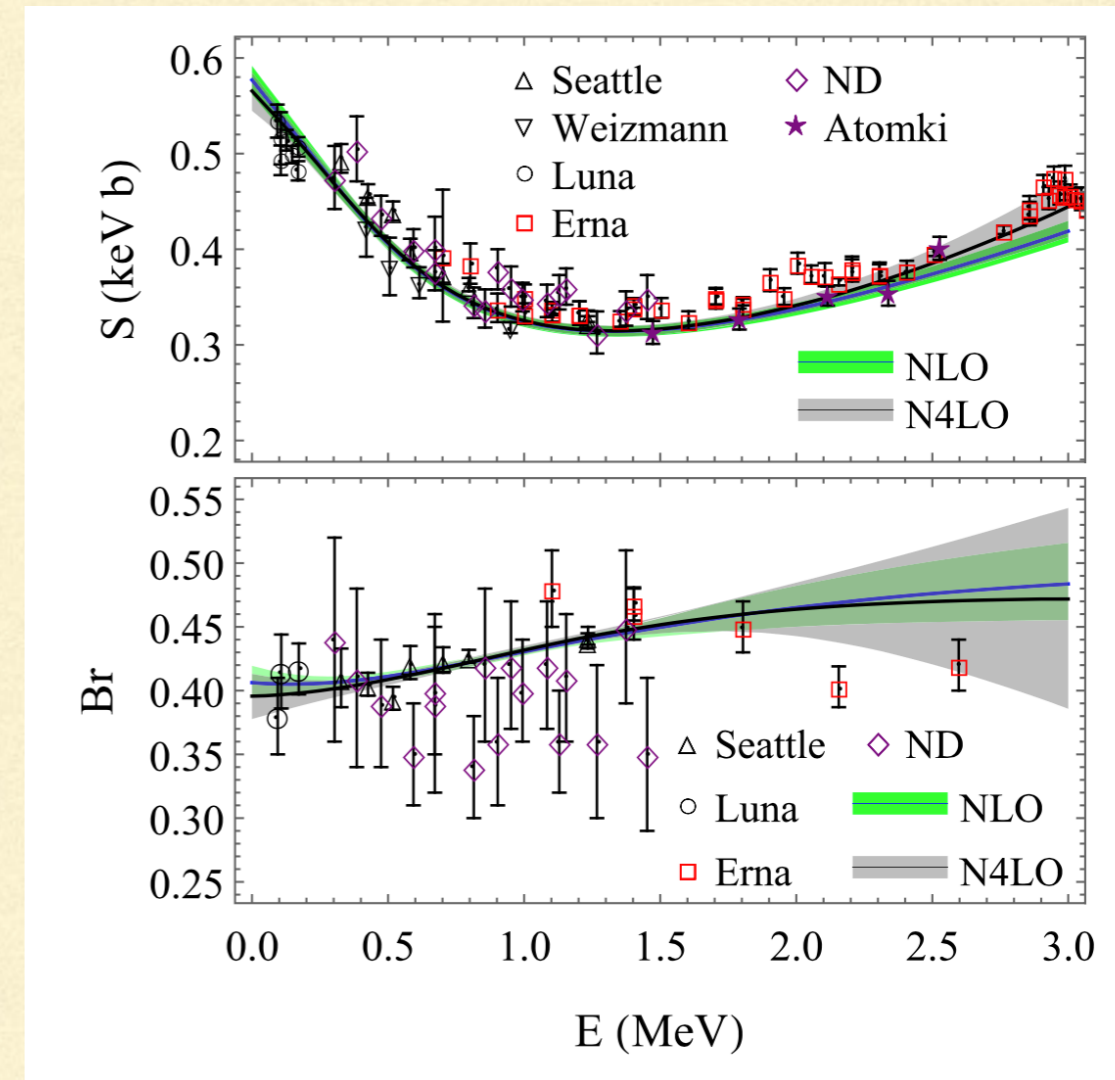 0.6
0.5
0.4
0.3
0.2
S (keV b)
Seattle
ND
Weizmann
Atomki
Luna
Erna
NLO
N4LO
0.55
0.50
0.45
0.40
0.35
0.30
0.25
Br
Seattle
ND
Luna
NLO
Erna
N4LO
0.0 0.5 1.0 1.5 2.0 2.5 3.0
E (MeV)